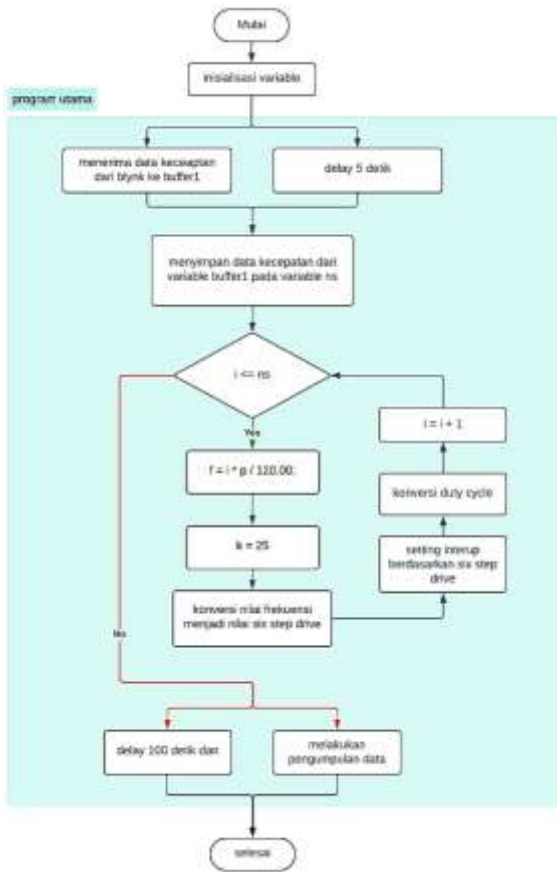 Mulai
inisialisasi variable
program utama
menerima data keceaptan
dari blynk ke buffer1
delay 5 detik
menyimpan data kecepatan dari
variable buffer1 pada variable ns
i <= ns
Yes
f = i * p / 120.00;
k = 25
konversi nilai frekuensi
menjadi nilai six step drive
setting interup
berdasarkan six step
drive
konversi duty cycle
i = i + 1
No
delay 100 detik dari
melakukan
pengumpulan data
selesai